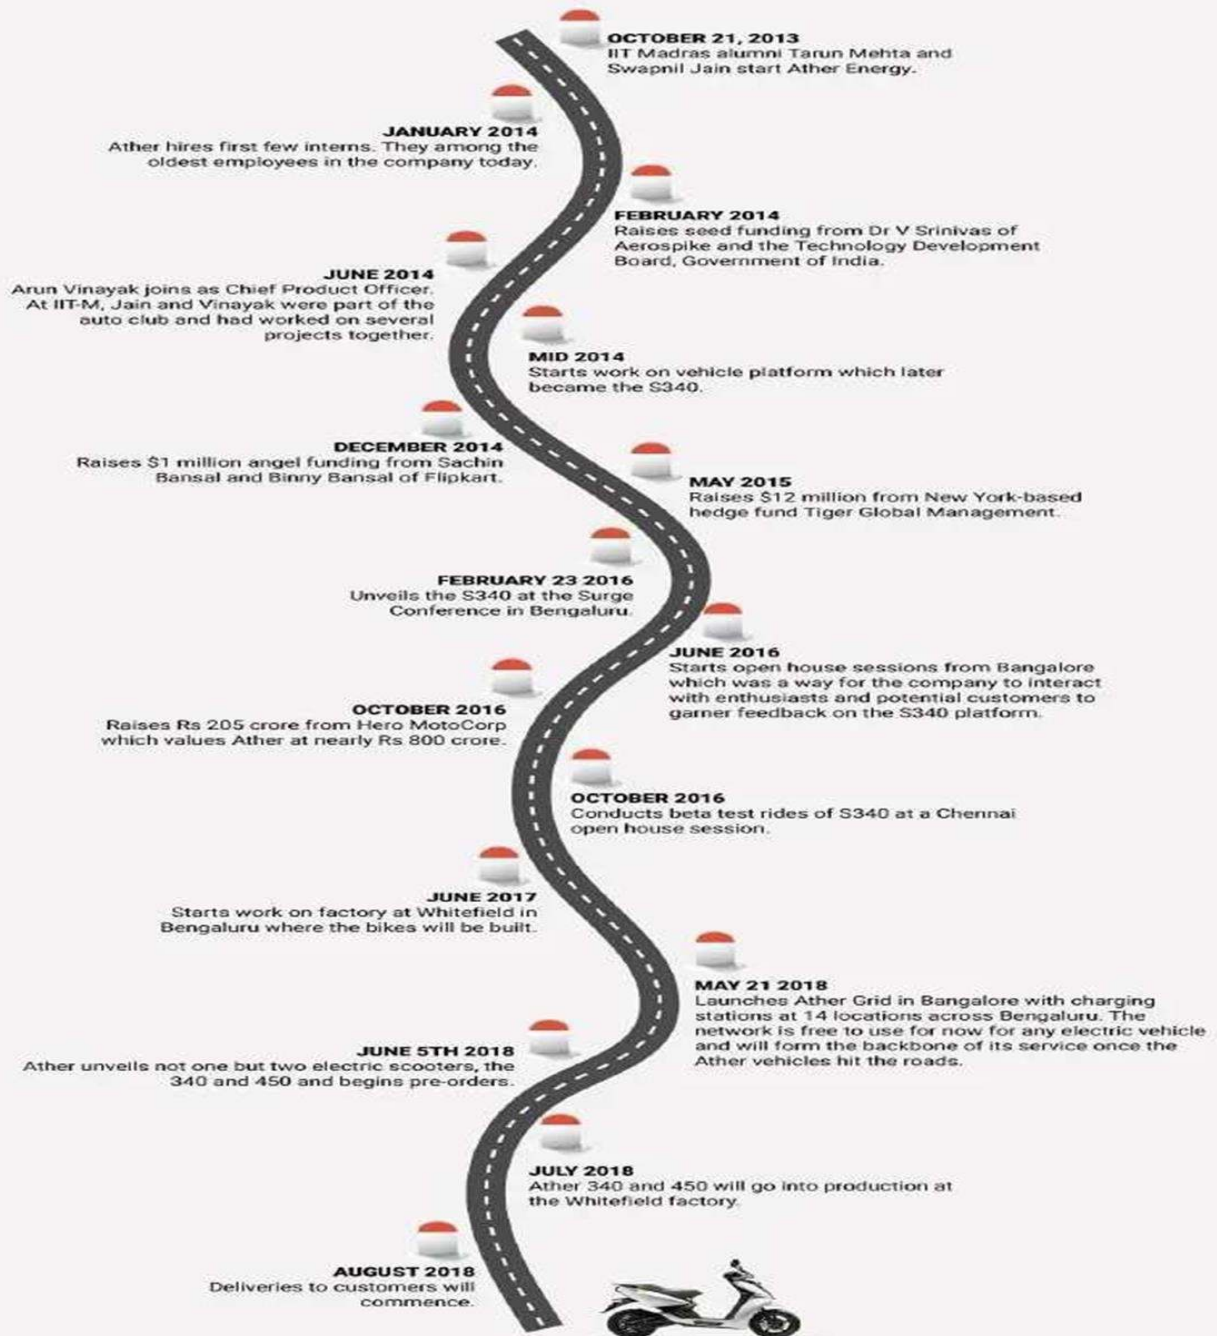 OCTOBER 21, 2013
IIT Madras alumni Tarun Mehta and
Swapnil Jain start Ather Energy.
JANUARY 2014
Ather hires first few interns. They among the
oldest employees in the company today.
FEBRUARY 2014
Raises seed funding from Dr V Srinivas of
Aerospike and the Technology Development
Board, Government of India.
JUNE 2014
Arun Vinayak joins as Chief Product Officer.
At IIT-M, Jain and Vinayak were part of the
auto club and had worked on several
projects together.
MID 2014
Starts work on vehicle platform which later
became the S340.
DECEMBER 2014
Raises $1 million angel funding from Sachin
Bansal and Binny Bansal of Flipkart.
MAY 2015
Raises $12 million from New York-based
hedge fund Tiger Global Management.
FEBRUARY 23 2016
Unveils the S340 at the Surge
Conference in Bengaluru.
JUNE 2016
Starts open house sessions from Bangalore
which was a way for the company to interact
with enthusiasts and potential customers to
garner feedback on the S340 platform.
OCTOBER 2016
Raises Rs 205 crore from Hero MotoCorp
which values Ather at nearly Rs 800 crore.
OCTOBER 2016
Conducts beta test rides of S340 at a Chennai
open house session.
JUNE 2017
Starts work on factory at Whitefield in
Bengaluru where the bikes will be built.
MAY 21 2018
Launches Ather Grid in Bangalore with charging
stations at 14 locations across Bengaluru. The
network is free to use for now for any electric vehicle
and will form the backbone of its service once the
Ather vehicles hit the roads.
JUNE 5TH 2018
Ather unveils not one but two electric scooters, the
340 and 450 and begins pre-orders.
JULY 2018
Ather 340 and 450 will go into production at
the Whitefield factory.
AUGUST 2018
Deliveries to customers will
commence.